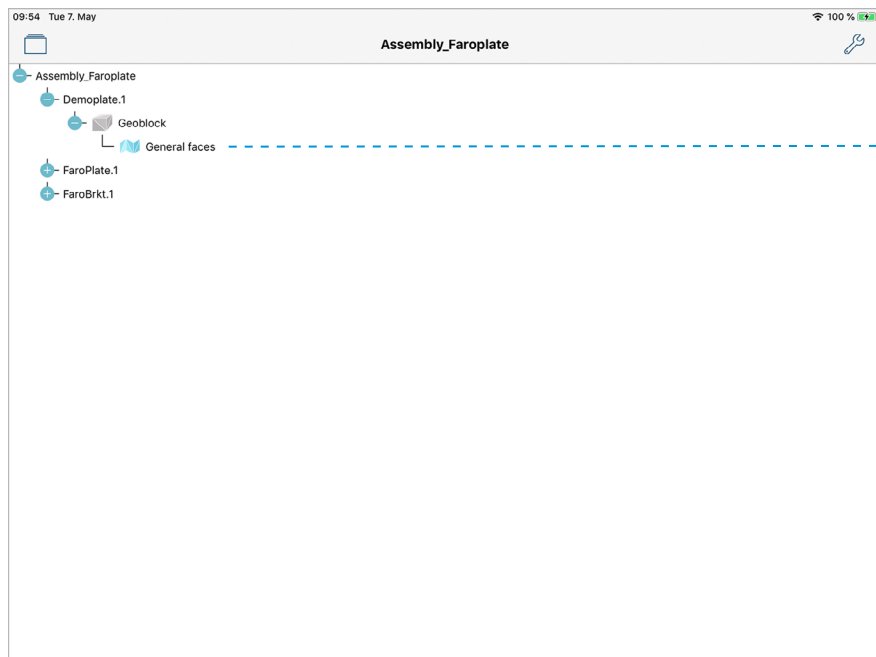 09:54 Tue 7. May 100 %
Assembly_Faroplate
Assembly_Faroplate
Demoplate.1
Geoblock
General faces
FaroPlate.1
FaroBrkt.1